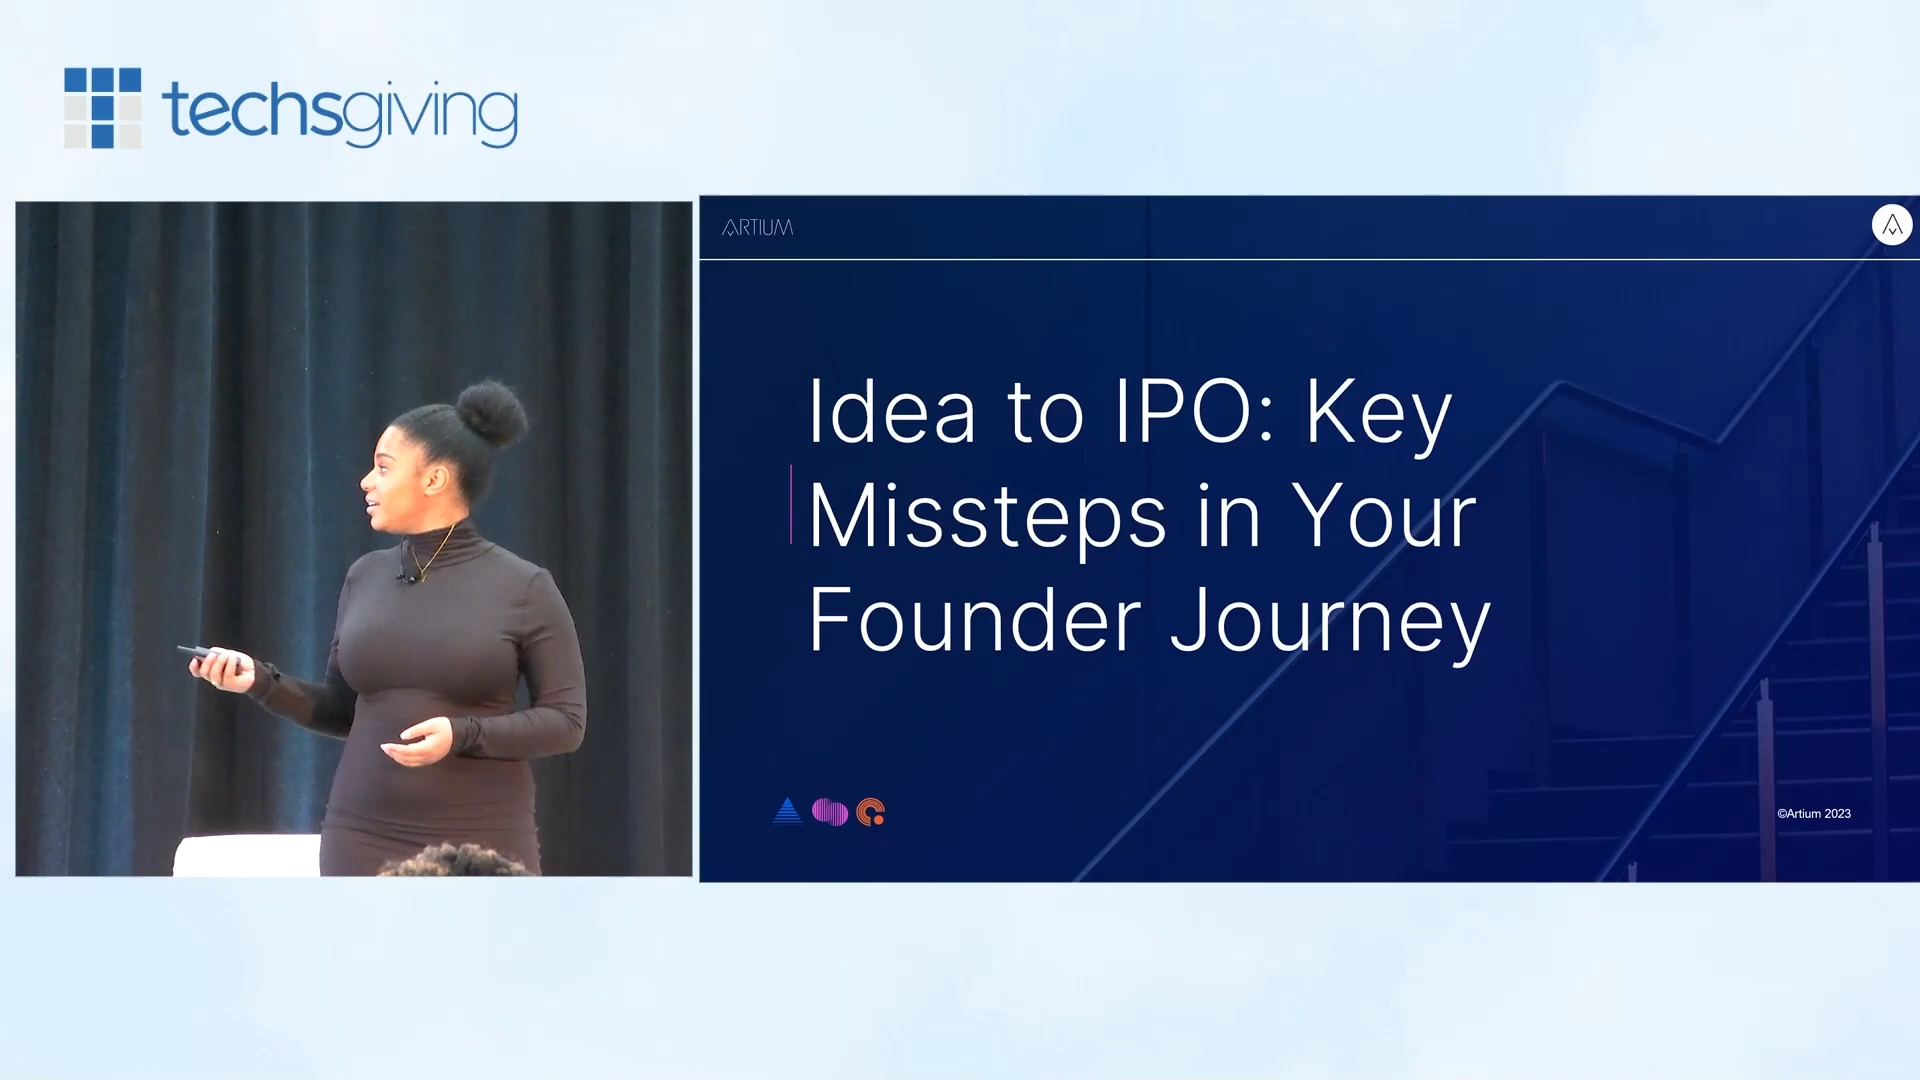 techsgiving
ARTIUM
Idea to IPO: Key
Missteps in Your
Founder Journey
©Artium 2023